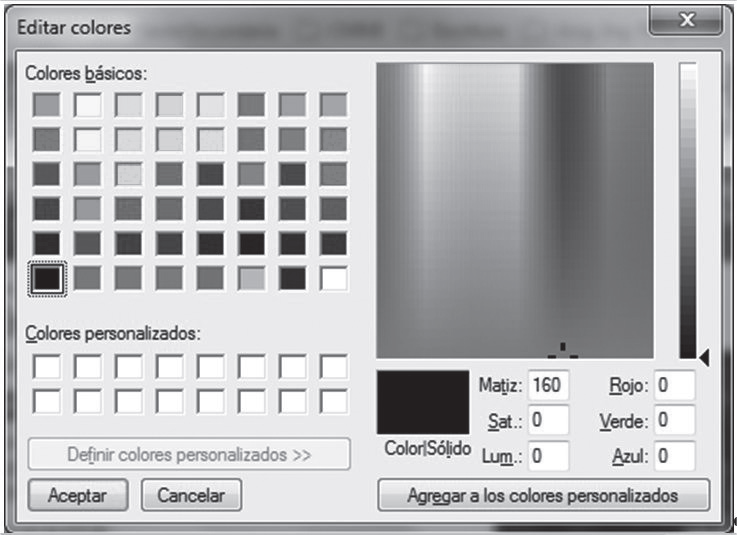 Editar colores
Colores básicos:
Colores personalizados:
Definir colores personalizados >>
Aceptar Cancelar
Color|Sólido
Matiz: 160 Rojo: 0
Sat.: 0 Verde: 0
Lum.: 0 Azul: 0
Agregar a los colores personalizados